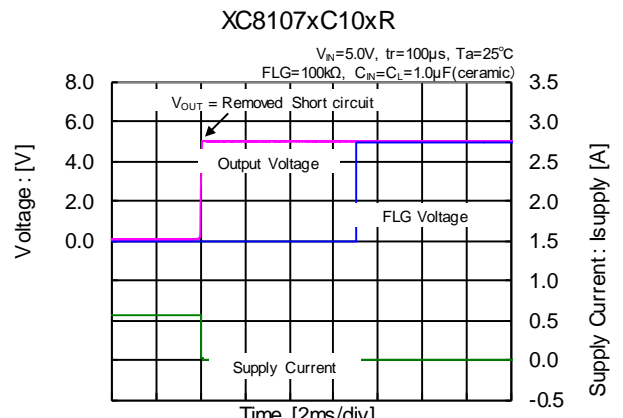 XC8107xC10xR
VIN=5.0V, tr=100μs, Ta=25°C
FLG=100kΩ, CIN=CL=1.0μF(ceramic)
8.0
6.0
4.0
2.0
0.0
Voltage : [V]
VOUT = Removed Short circuit
Output Voltage
FLG Voltage
Supply Current
3.5
3.0
2.5
2.0
1.5
1.0
0.5
0.0
-0.5
Supply Current : Isupply [A]
Time [2ms/div]